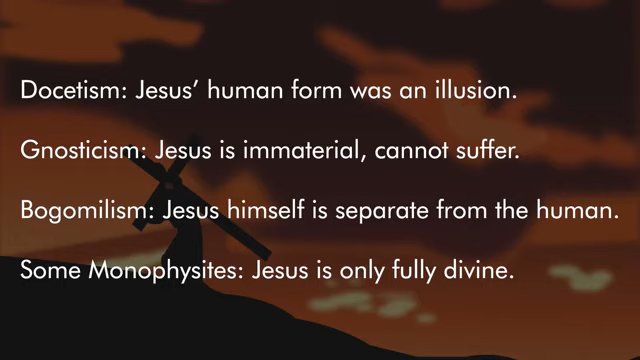 Docetism: Jesus’ human form was an illusion.
Gnosticism: Jesus is immaterial, cannot suffer.
Bogomilism: Jesus himself is separate from the human.
Some Monophysites: Jesus is only fully divine.